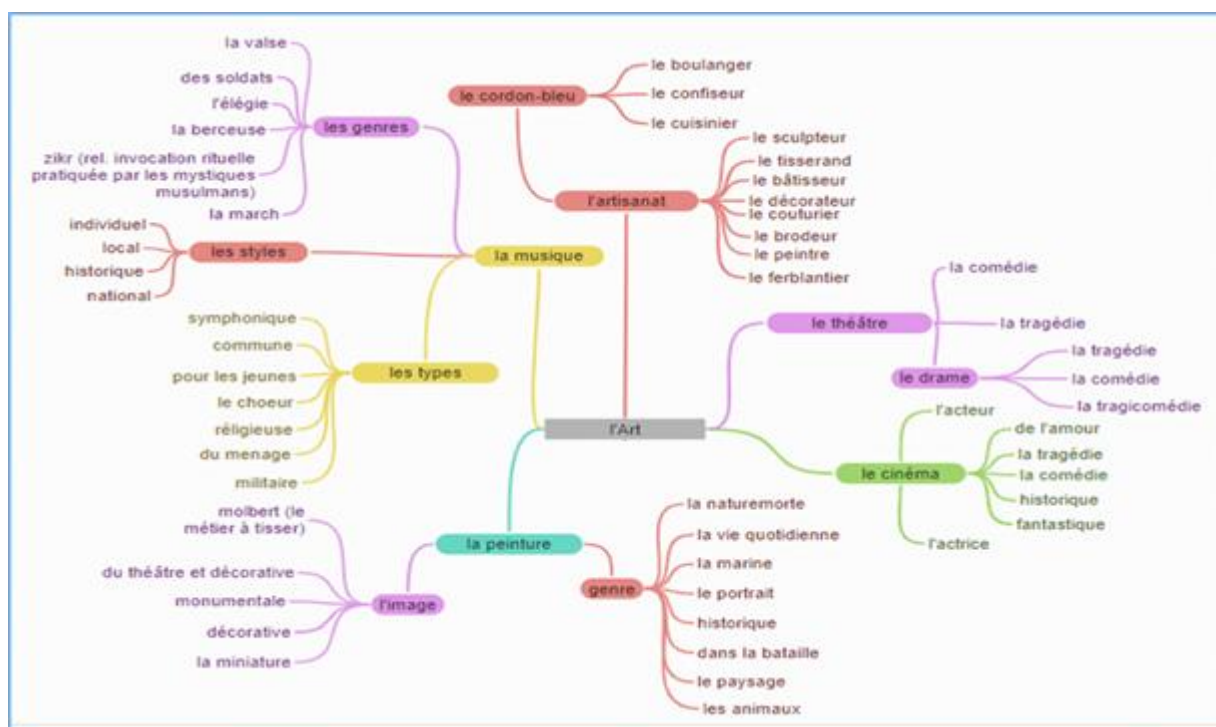 la valse
des soldats
l'élégie
la berceuse
zikr (rel. invocation rituelle
pratiquée par les mystiques
musulmans)
la march
les genres
individuel
local
historique
national
les styles
la musique
symphonique
commune
pour les jeunes
le choeur
réligieuse
du menage
militaire
les types
le cordon-bleu
le boulanger
le confiseur
le cuisinier
l'artisanat
le sculpteur
le tisserand
le bâtisseur
le décorateur
le couturier
le brodeur
le peintre
le ferblantier
la comédie
le théâtre
la tragédie
le drame
la tragédie
la comédie
la tragicomédie
l'Art
l'acteur
le cinéma
de l'amour
la tragédie
la comédie
historique
fantastique
l'actrice
molbert (le
métier à tisser)
du théâtre et décorative
monumentale
décorative
la miniature
l'image
la peinture
genre
la naturemorte
la vie quotidienne
la marine
le portrait
historique
dans la bataille
le paysage
les animaux